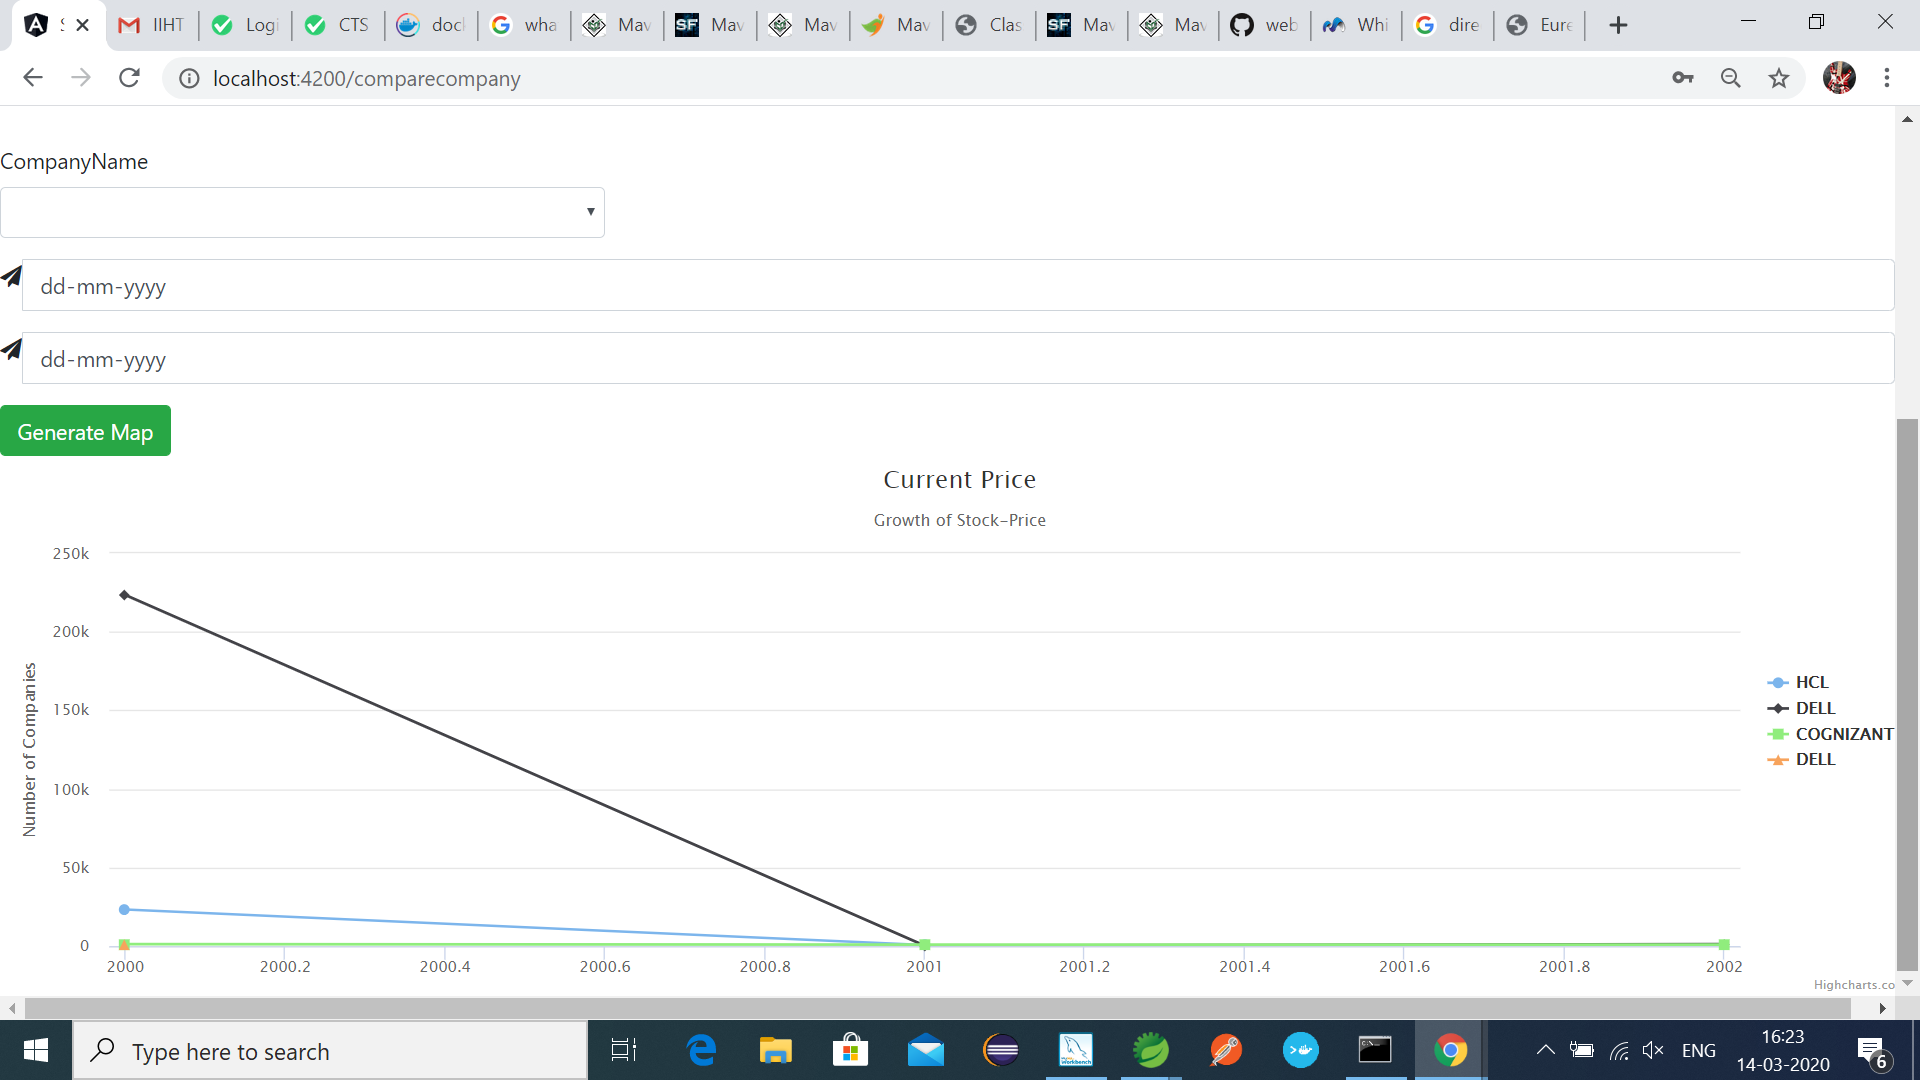 IIHT
Logi
CTS
doc
wha
Mav
Mav
Mav
Mav
Clas
Mav
Mav
web
Whi
dire
Eure
localhost:4200/comparecompany
CompanyName
dd-mm-yyyy
dd-mm-yyyy
Generate Map
Current Price
Growth of Stock-Price
Number of Companies
250k
200k
150k
100k
50k
0
2000 2000.2 2000.4 2000.6 2000.8 2001 2001.2 2001.4 2001.6 2001.8 2002
HCL
DELL
COGNIZANT
DELL
Highcharts.co
Type here to search
ENG
16:23
14-03-2020
6